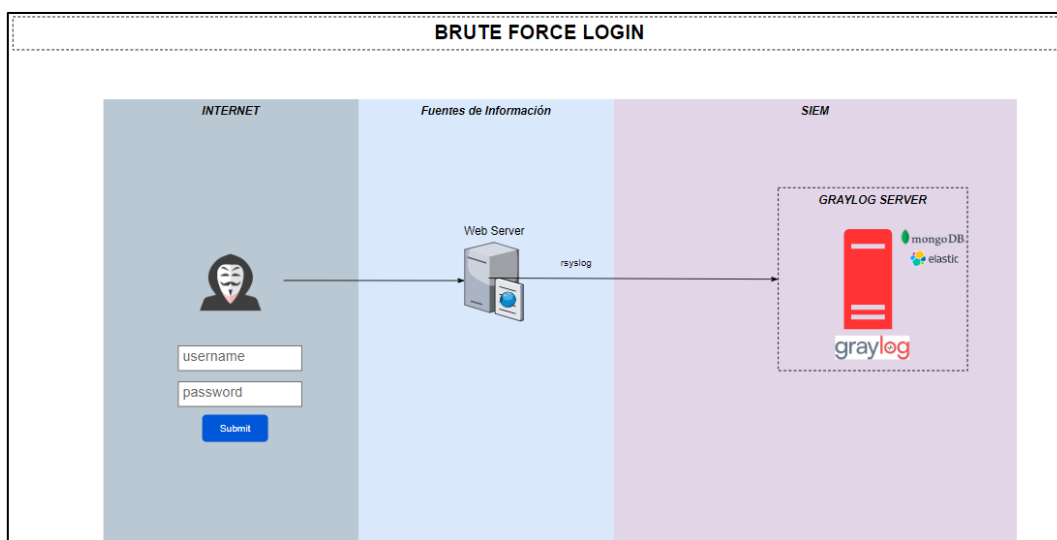 BRUTE FORCE LOGIN
INTERNET
Fuentes de Información
SIEM
GRAYLOG SERVER
Web Server
mongoDB
elastic
rsyslog
graylog
username
password
Submit